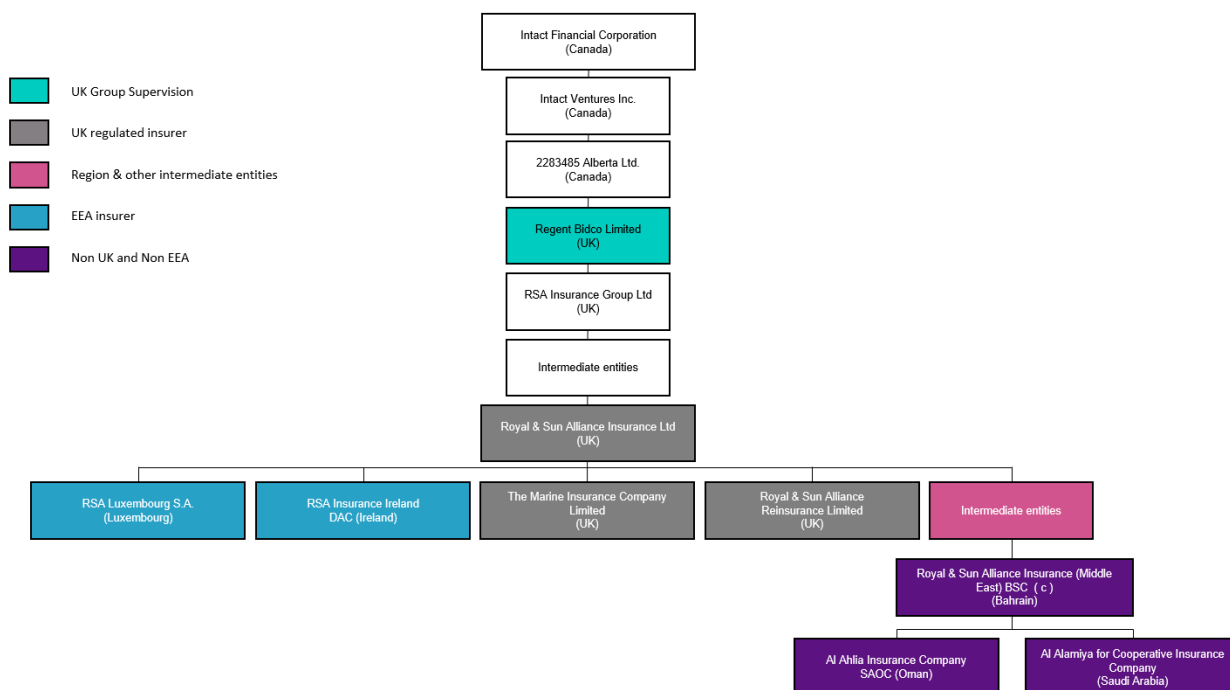 Intact Financial Corporation
(Canada)
UK Group Supervision
UK regulated insurer
Region & other intermediate entities
EEA insurer
Non UK and Non EEA
Intact Ventures Inc.
(Canada)
2283485 Alberta Ltd.
(Canada)
Regent Bidco Limited
(UK)
RSA Insurance Group Ltd
(UK)
Intermediate entities
Royal & Sun Alliance Insurance Ltd
(UK)
RSA Luxembourg S.A.
(Luxembourg)
RSA Insurance Ireland
DAC (Ireland)
The Marine Insurance Company
Limited
(UK)
Royal & Sun Alliance
Reinsurance Limited
(UK)
Intermediate entities
Royal & Sun Alliance Insurance (Middle
East) BSC ( c )
(Bahrain)
Al Ahlia Insurance Company
SAOC (Oman)
Al Alamiya for Cooperative Insurance
Company
(Saudi Arabia)